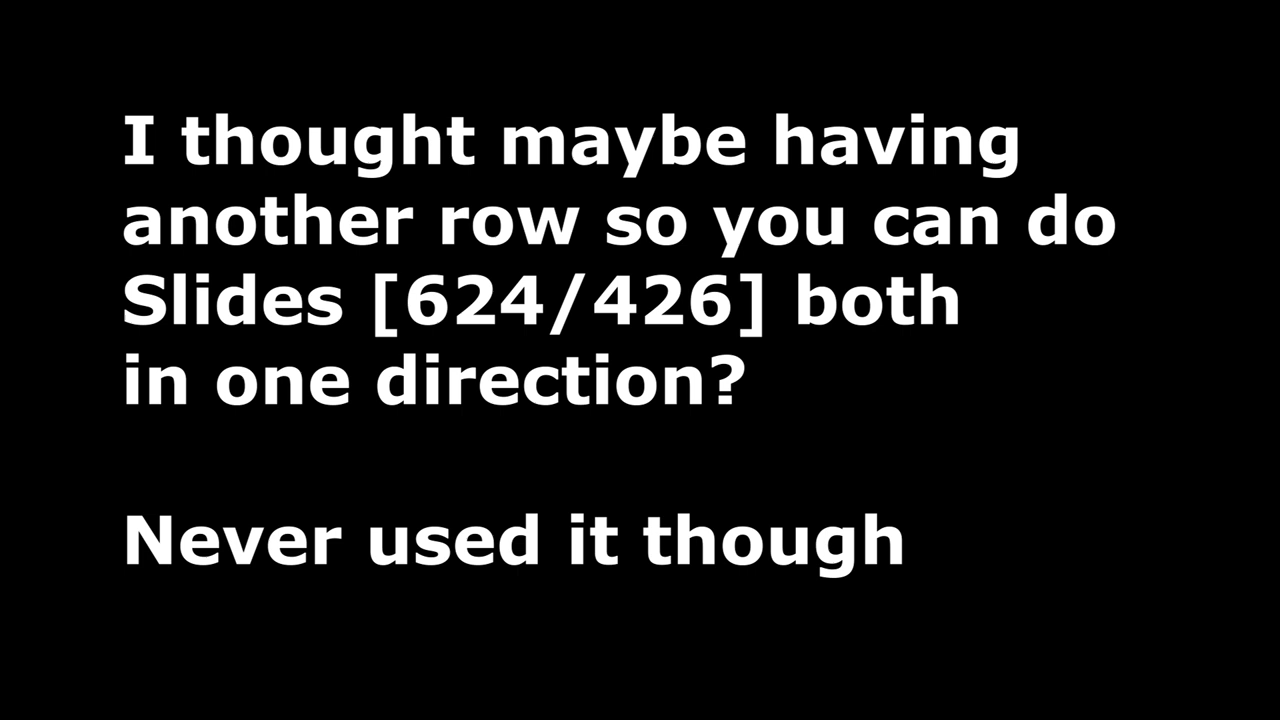 I thought maybe having
another row so you can do
Slides [624/426] both
in one direction?
Never used it though